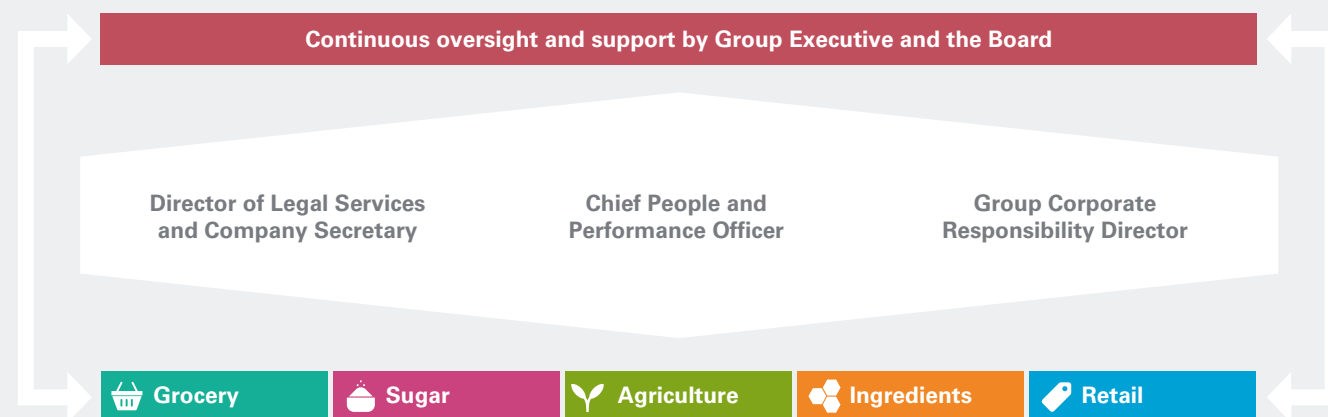 Continuous oversight and support by Group Executive and the Board
Director of Legal Services
and Company Secretary
Chief People and
Performance Officer
Group Corporate
Responsibility Director
Grocery
Sugar
Agriculture
Ingredients
Retail